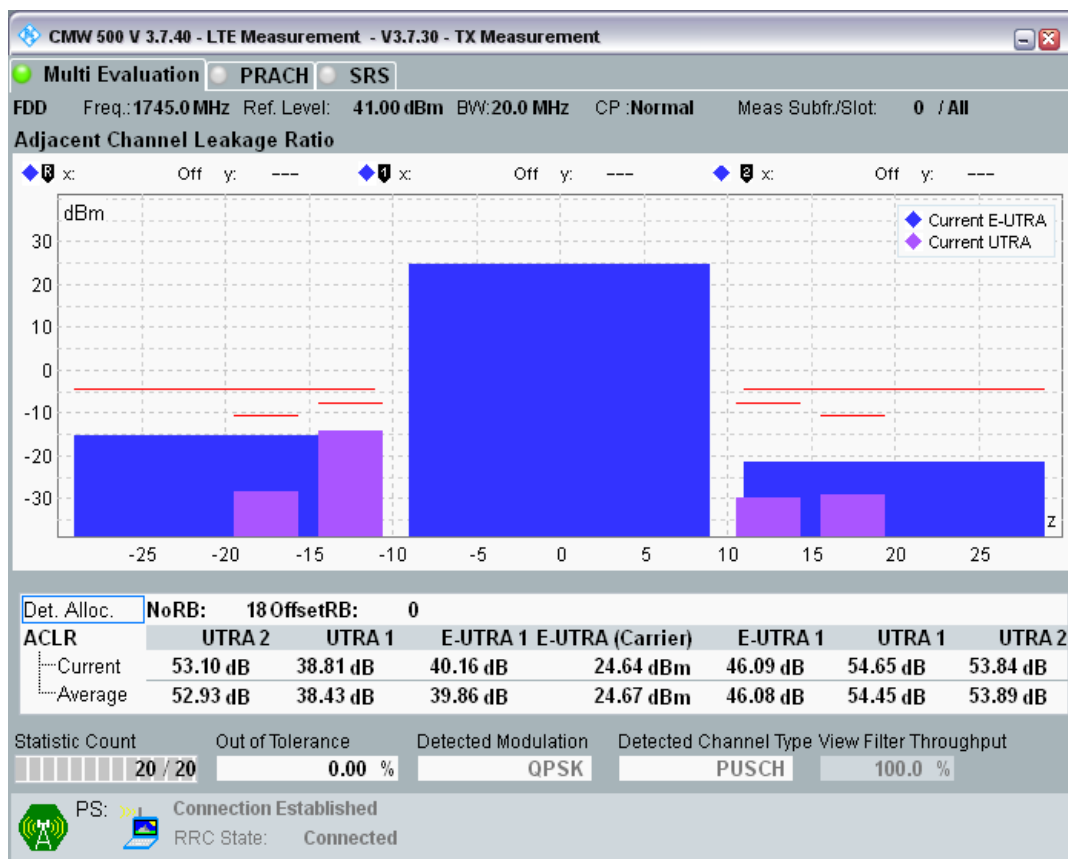 CMW 500 V 3.7.40 - LTE Measurement - V3.7.30 - TX Measurement
Multi Evaluation PRACH SRS
FDD Freq.: 1745.0 MHz Ref. Level: 41.00 dBm BW: 20.0 MHz CP : Normal Meas Subfr./Slot: 0 / All
Adjacent Channel Leakage Ratio
R x: Off y: --- 1 x: Off y: --- 2 x: Off y: ---
dBm
Current E-UTRA
Current UTRA
30
20
10
0
-10
-20
-30
z
-25 -20 -15 -10 -5 0 5 10 15 20 25
Det. Alloc. NoRB: 18 OffsetRB: 0
ACLR UTRA 2 UTRA 1 E-UTRA 1 E-UTRA (Carrier) E-UTRA 1 UTRA 1 UTRA 2
Current 53.10 dB 38.81 dB 40.16 dB 24.64 dBm 46.09 dB 54.65 dB 53.84 dB
Average 52.93 dB 38.43 dB 39.86 dB 24.67 dBm 46.08 dB 54.45 dB 53.89 dB
Statistic Count Out of Tolerance Detected Modulation Detected Channel Type View Filter Throughput
20 / 20 0.00 % QPSK PUSCH 100.0 %
PS: Connection Established
RRC State: Connected